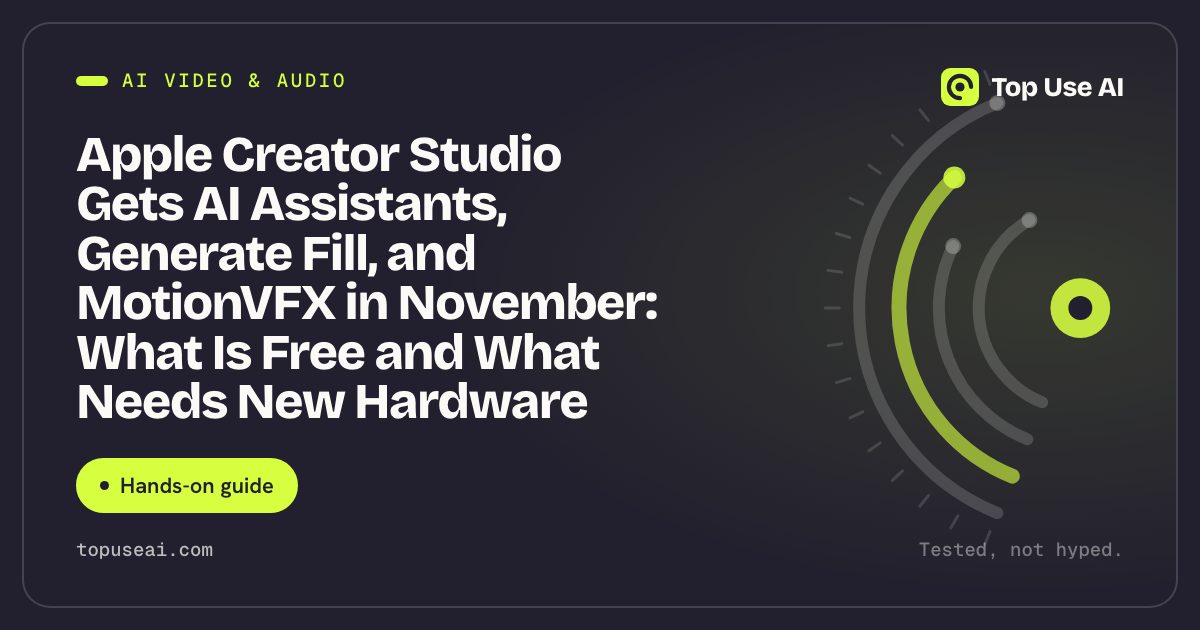 AI VIDEO & AUDIO
Top Use AI
Apple Creator Studio
Gets AI Assistants,
Generate Fill, and
MotionVFX in November:
What Is Free and What
Needs New Hardware
Hands-on guide
topuseai.com
Tested, not hyped.